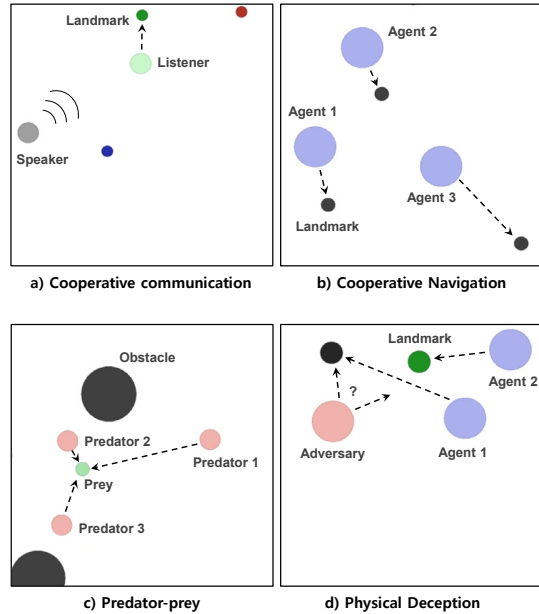 Landmark
Listener
Speaker
a) Cooperative communication
Agent 2
Agent 1
Agent 3
Landmark
b) Cooperative Navigation
Obstacle
Predator 2
Predator 1
Prey
Predator 3
c) Predator-prey
Landmark
Agent 2
?
Adversary
Agent 1
d) Physical Deception